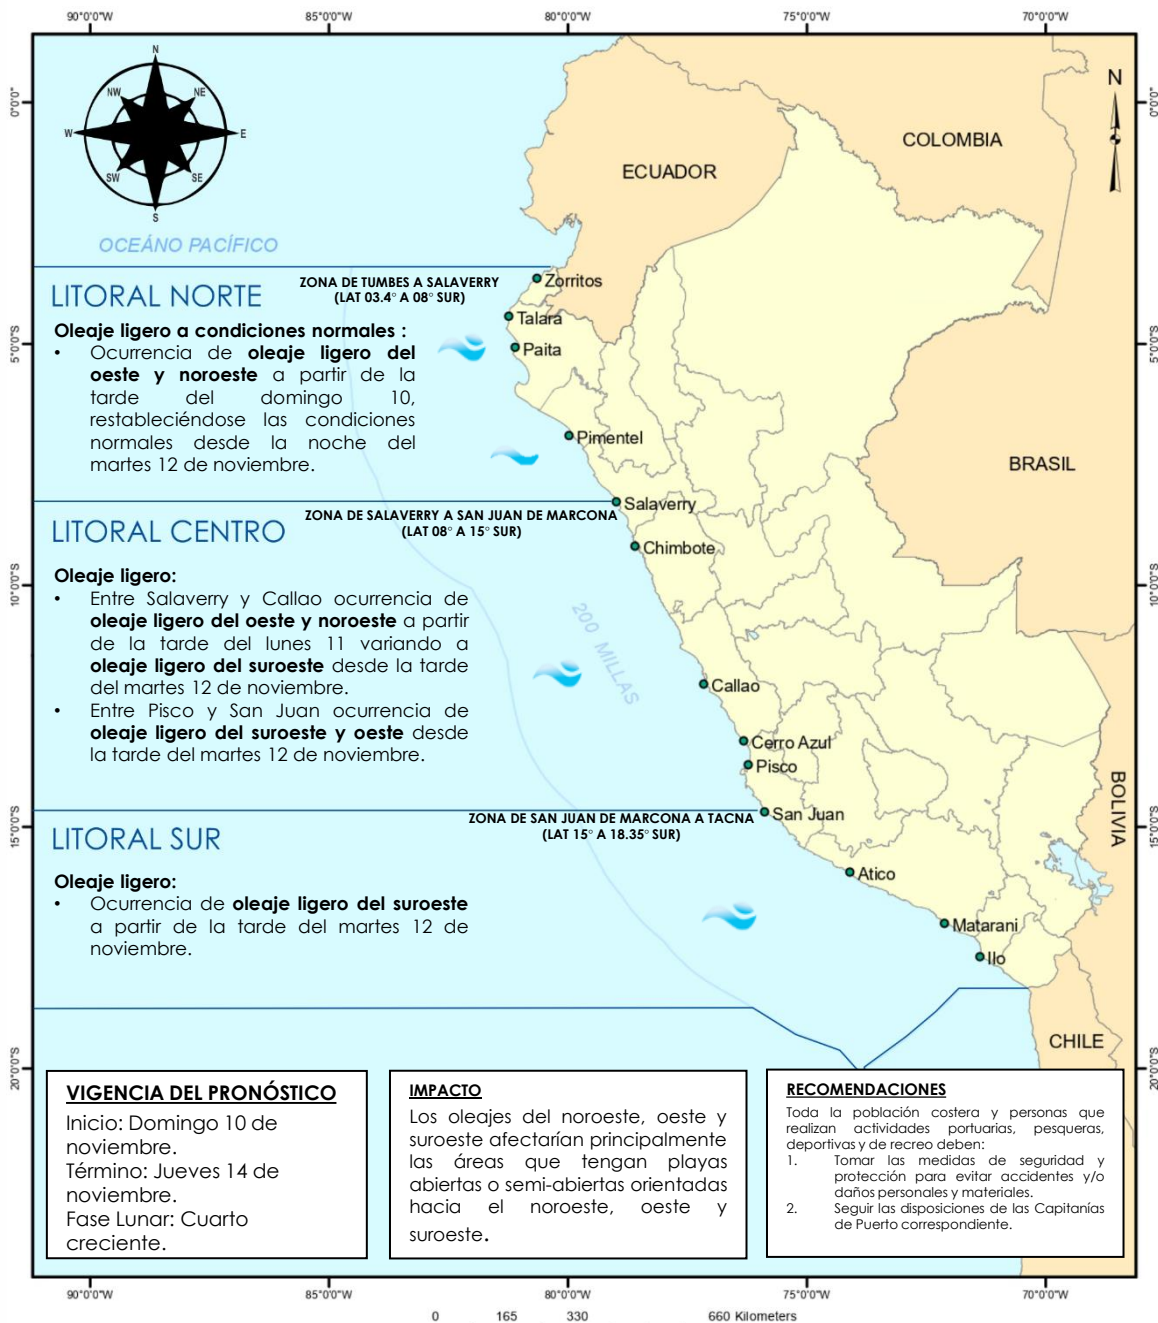 90°0'0"W 85°0'0"W 80°0'0"W 75°0'0"W 70°0'0"W
N
NW NE
W E
SW SE
S
N
0°0'0" 0°0'0"
COLOMBIA
ECUADOR
OCEÁNO PACÍFICO
ZONA DE TUMBES A SALAVERRY
(LAT 03.4° A 08° SUR)
Zorritos
LITORAL NORTE
Talara
Oleaje ligero a condiciones normales :
• Ocurrencia de oleaje ligero del
oeste y noroeste a partir de la
tarde del domingo 10,
restableciéndose las condiciones
normales desde la noche del
martes 12 de noviembre.
5°0'0"S 5°0'0"S
Paita
Pimentel
BRASIL
Salaverry
ZONA DE SALAVERRY A SAN JUAN DE MARCONA
(LAT 08° A 15° SUR)
LITORAL CENTRO
Chimbote
Oleaje ligero:
• Entre Salaverry y Callao ocurrencia de
oleaje ligero del oeste y noroeste a partir
de la tarde del lunes 11 variando a
oleaje ligero del suroeste desde la tarde
del martes 12 de noviembre.
• Entre Pisco y San Juan ocurrencia de
oleaje ligero del suroeste y oeste desde
la tarde del martes 12 de noviembre.
10°0'0"S 10°0'0"S
200 MILLAS
Callao
Cerro Azul
Pisco
BOLIVIA
San Juan
ZONA DE SAN JUAN DE MARCONA A TACNA
(LAT 15° A 18.35° SUR)
15°0'0"S 15°0'0"S
LITORAL SUR
Oleaje ligero:
• Ocurrencia de oleaje ligero del suroeste
a partir de la tarde del martes 12 de
noviembre.
Atico
Matarani
Ilo
CHILE
20°0'0"S 20°0'0"S
VIGENCIA DEL PRONÓSTICO
Inicio: Domingo 10 de
noviembre.
Término: Jueves 14 de
noviembre.
Fase Lunar: Cuarto
creciente.
IMPACTO
Los oleajes del noroeste, oeste y
suroeste afectarían principalmente
las áreas que tengan playas
abiertas o semi-abiertas orientadas
hacia el noroeste, oeste y
suroeste.
RECOMENDACIONES
Toda la población costera y personas que
realizan actividades portuarias, pesqueras,
deportivas y de recreo deben:
1. Tomar las medidas de seguridad y
protección para evitar accidentes y/o
daños personales y materiales.
2. Seguir las disposiciones de las Capitanías
de Puerto correspondiente.
90°0'0"W 85°0'0"W 80°0'0"W 75°0'0"W 70°0'0"W
0 165 330 660 Kilometers